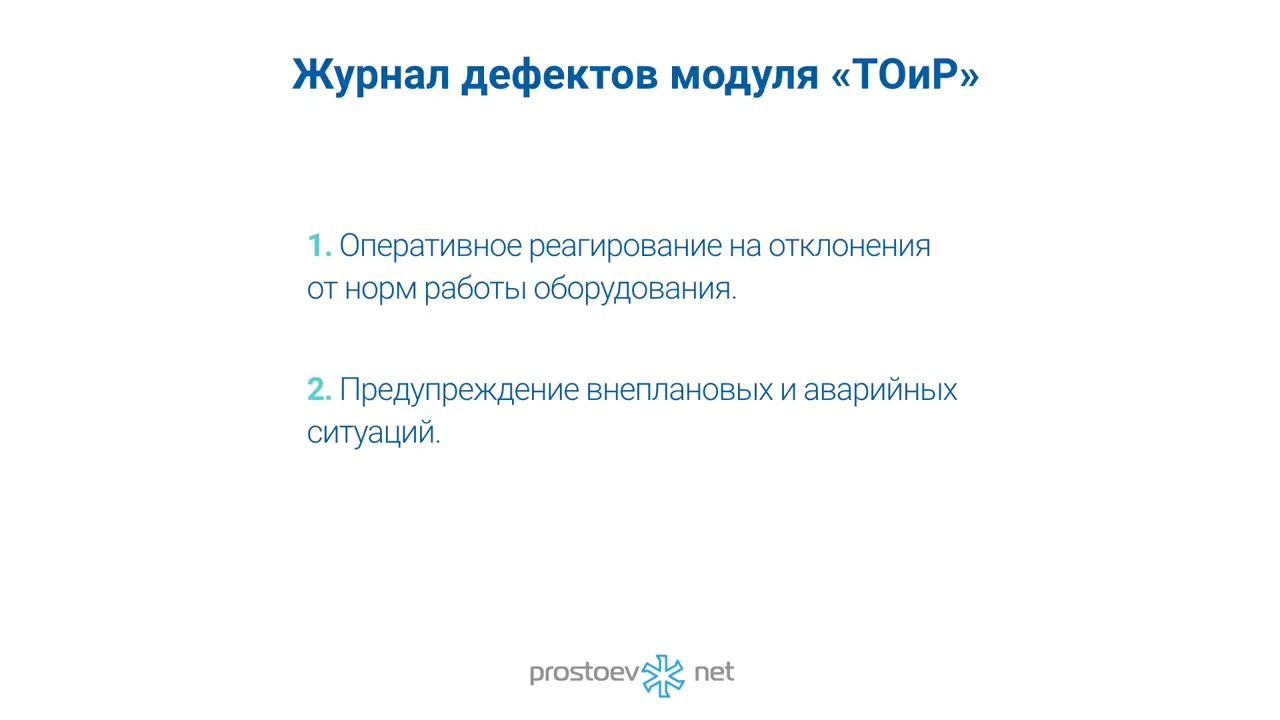 Журнал дефектов модуля «ТОиР»
1. Оперативное реагирование на отклонения
от норм работы оборудования.
2. Предупреждение внеплановых и аварийных
ситуаций.
prostoev net